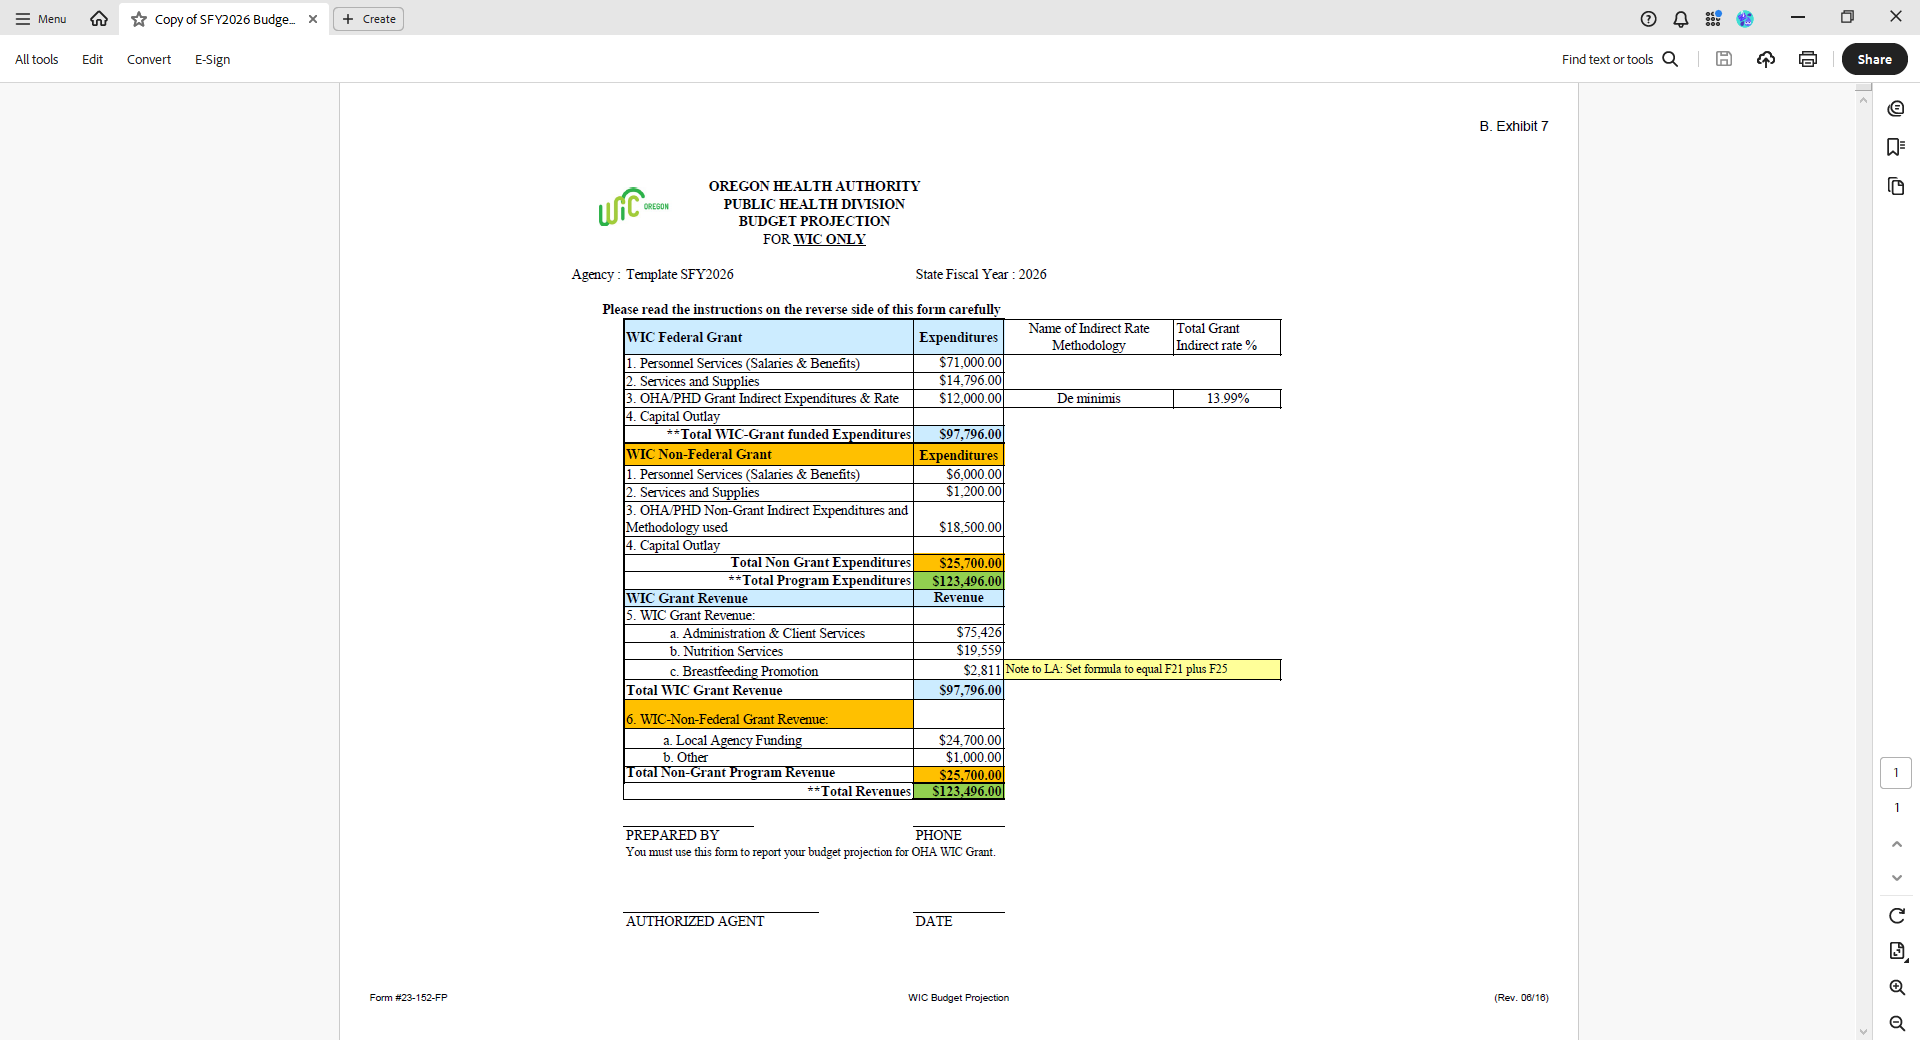 Menu
Copy of SFY2026 Budge...
Create
All tools
Edit
Convert
E-Sign
Find text or tools
Share
B. Exhibit 7
WIC OREGON
OREGON HEALTH AUTHORITY
PUBLIC HEALTH DIVISION
BUDGET PROJECTION
FOR WIC ONLY
Agency : Template SFY2026
State Fiscal Year : 2026
Please read the instructions on the reverse side of this form carefully
WIC Federal Grant Expenditures Name of Indirect Rate Methodology Total Grant Indirect rate %
1. Personnel Services (Salaries & Benefits) $71,000.00
2. Services and Supplies $14,796.00
3. OHA/PHD Grant Indirect Expenditures & Rate $12,000.00 De minimis 13.99%
4. Capital Outlay
**Total WIC-Grant funded Expenditures $97,796.00
WIC Non-Federal Grant Expenditures
1. Personnel Services (Salaries & Benefits) $6,000.00
2. Services and Supplies $1,200.00
3. OHA/PHD Non-Grant Indirect Expenditures and
Methodology used $18,500.00
4. Capital Outlay
Total Non Grant Expenditures $25,700.00
**Total Program Expenditures $123,496.00
WIC Grant Revenue Revenue
5. WIC Grant Revenue:
a. Administration & Client Services $75,426
b. Nutrition Services $19,559
c. Breastfeeding Promotion $2,811 Note to LA: Set formula to equal F21 plus F25
Total WIC Grant Revenue $97,796.00
6. WIC-Non-Federal Grant Revenue:
a. Local Agency Funding $24,700.00
b. Other $1,000.00
Total Non-Grant Program Revenue $25,700.00
**Total Revenues $123,496.00
PREPARED BY PHONE
You must use this form to report your budget projection for OHA WIC Grant.
AUTHORIZED AGENT DATE
Form #23-152-FP WIC Budget Projection (Rev. 06/16)
1
1